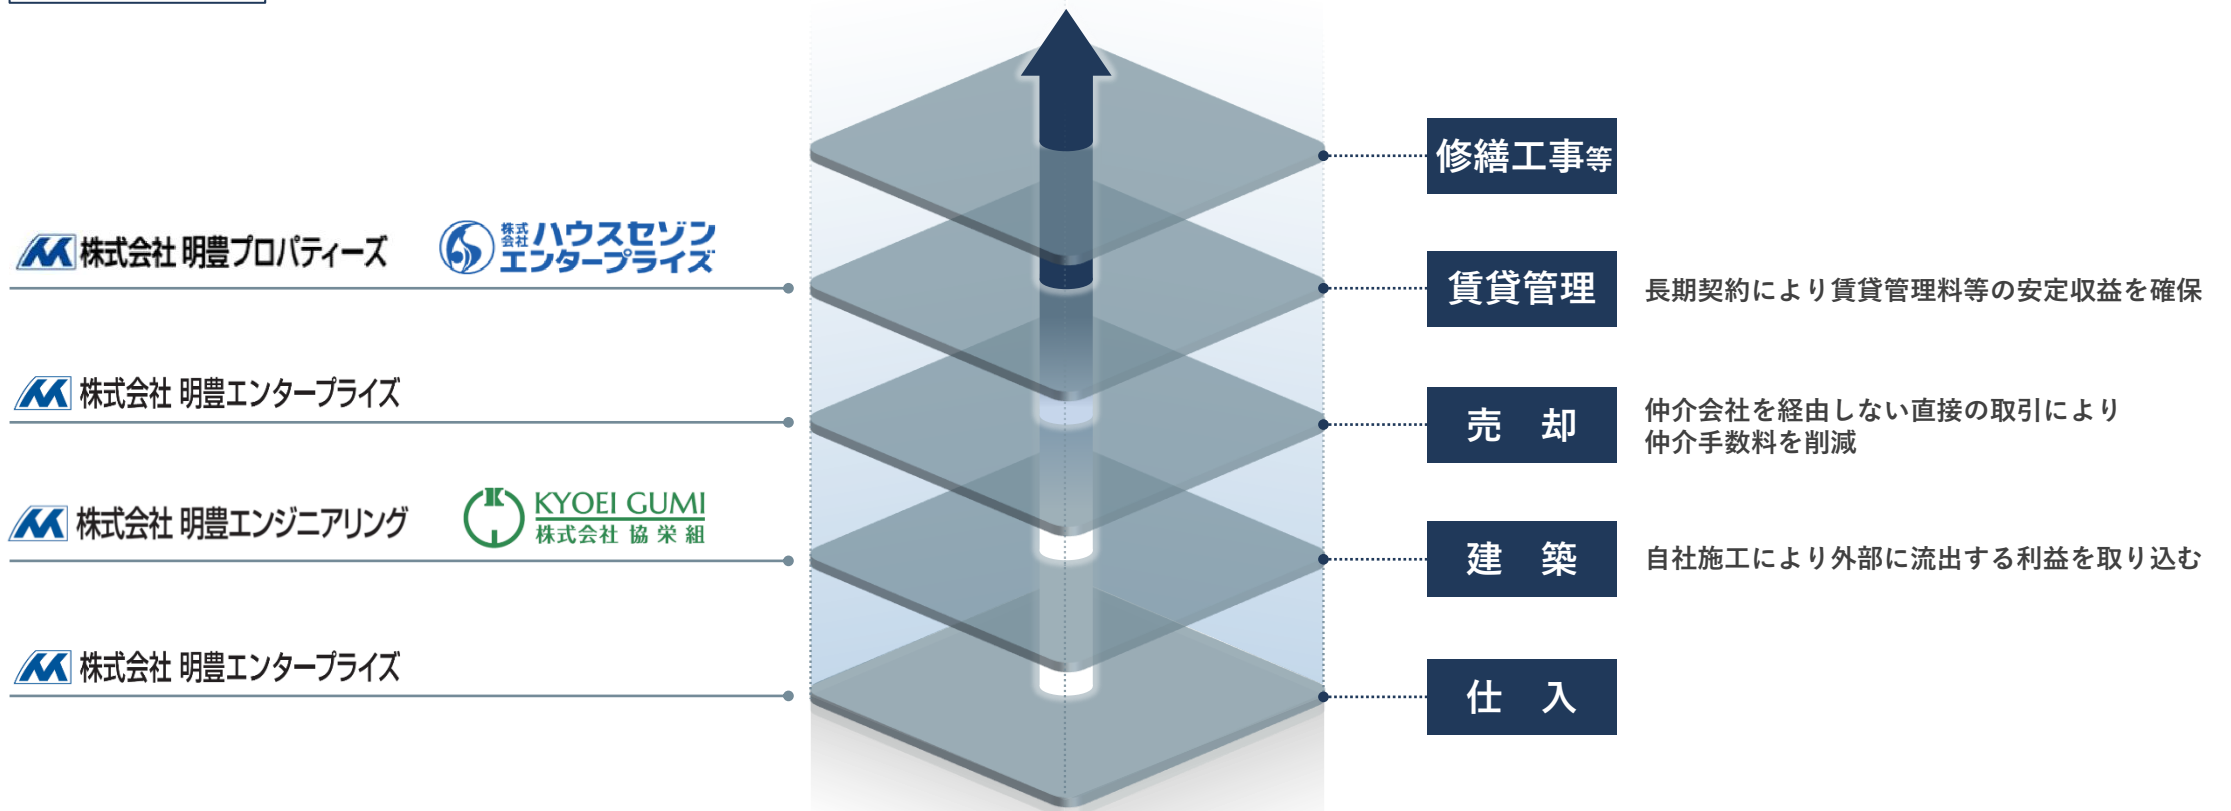 修繕工事等
株式会社 明豊プロパティーズ
株式会社 ハウスセゾン
エンタープライズ
賃貸管理
長期契約により賃貸管理料等の安定収益を確保
株式会社 明豊エンタープライズ
売 却
仲介会社を経由しない直接の取引により
仲介手数料を削減
株式会社 明豊エンジニアリング
KYOEI GUMI
株式会社 協栄組
建 築
自社施工により外部に流出する利益を取り込む
株式会社 明豊エンタープライズ
仕 入